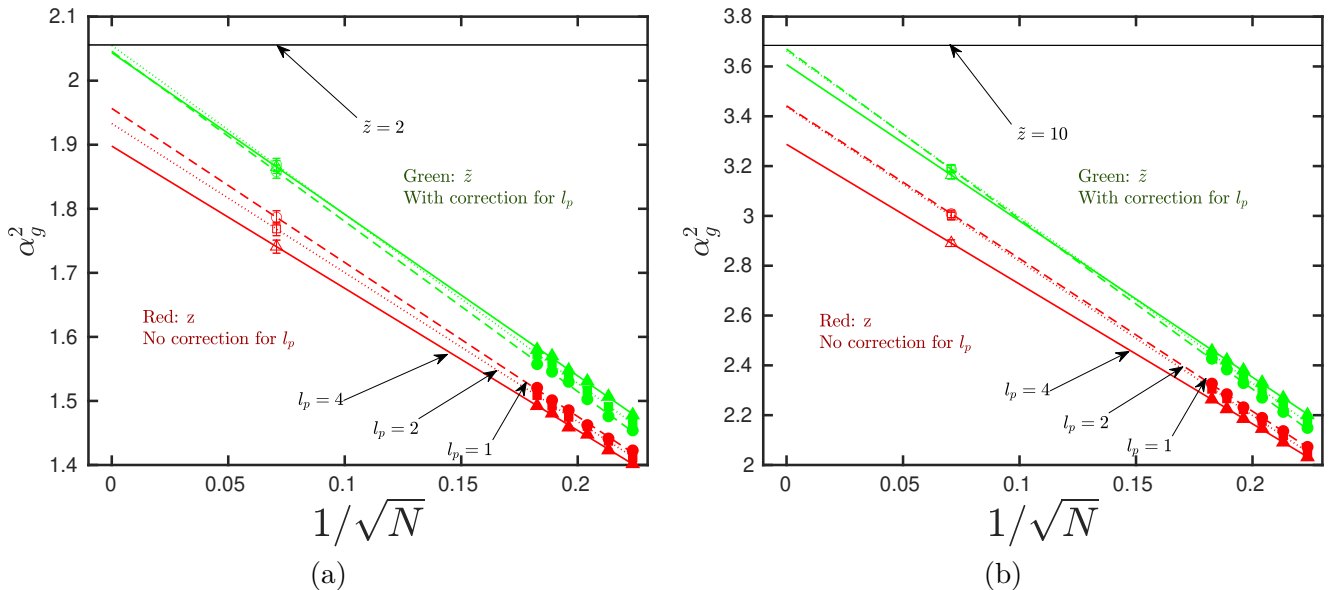 2.1
2
1.9
1.8
1.7
1.6
1.5
1.4
α_g^2
z̃ = 2
Green: z̃
With correction for l_p
Red: z
No correction for l_p
l_p = 4
l_p = 2
l_p = 1
0 0.05 0.1 0.15 0.2
1/√N
(a)
3.8
3.6
3.4
3.2
3
2.8
2.6
2.4
2.2
2
α_g^2
z̃ = 10
Green: z̃
With correction for l_p
Red: z
No correction for l_p
l_p = 4
l_p = 2
l_p = 1
0 0.05 0.1 0.15 0.2
1/√N
(b)